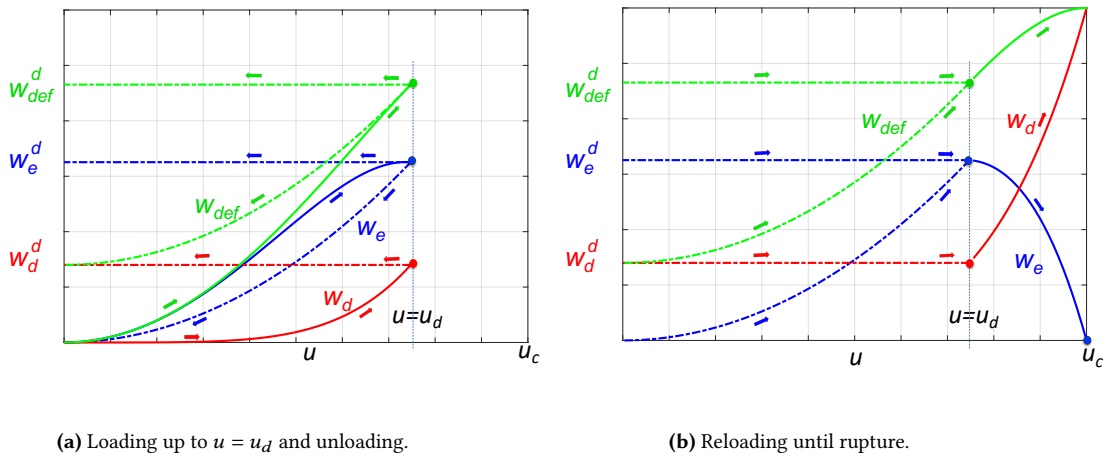 w_def^d
w_e^d
w_d^d
w_def
w_e
w_d
u=u_d
u
u_c
w_def^d
w_e^d
w_d^d
w_def
w_d
w_e
u=u_d
u
u_c
(a) Loading up to u = u_d and unloading.
(b) Reloading until rupture.